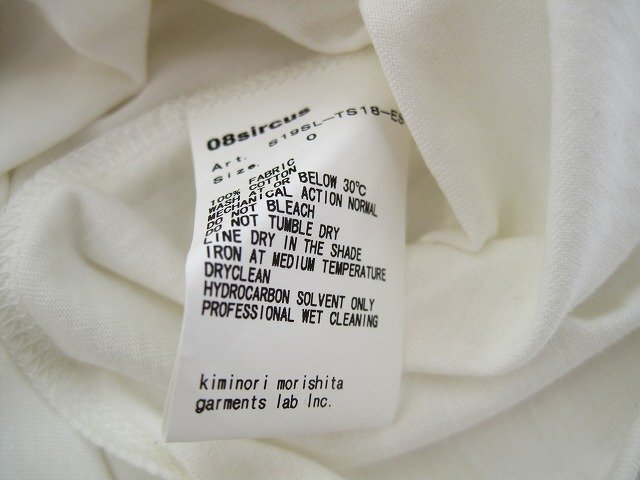 08sircus
Art. S19SL-TS18-ES
Size. 0
FABRIC
100% COTTON
WASH AT OR BELOW 30℃
MECHANICAL ACTION NORMAL
DO NOT BLEACH
DO NOT TUMBLE DRY
LINE DRY IN THE SHADE
IRON AT MEDIUM TEMPERATURE
DRYCLEAN
HYDROCARBON SOLVENT ONLY
PROFESSIONAL WET CLEANING
kiminori morishita
garments lab Inc.